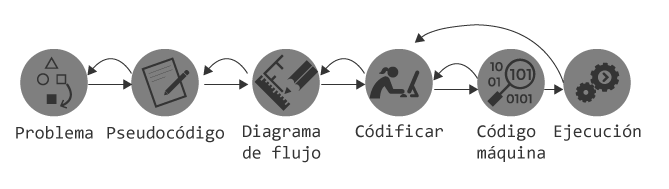 10
01
101
0101
Problema
Pseudocódigo
Diagrama
de flujo
Códificar
Código
máquina
Ejecución